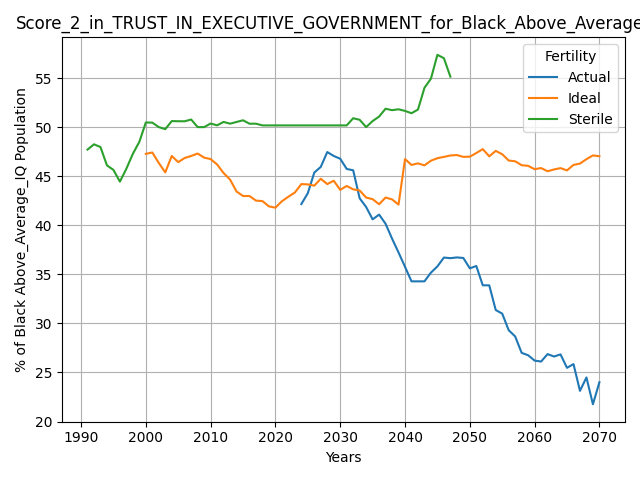 Score_2_in_TRUST_IN_EXECUTIVE_GOVERNMENT_for_Black_Above_Average
Fertility
Actual
Ideal
Sterile
% of Black Above_Average_IQ Population
55
50
45
40
35
30
25
20
1990 2000 2010 2020 2030 2040 2050 2060 2070
Years